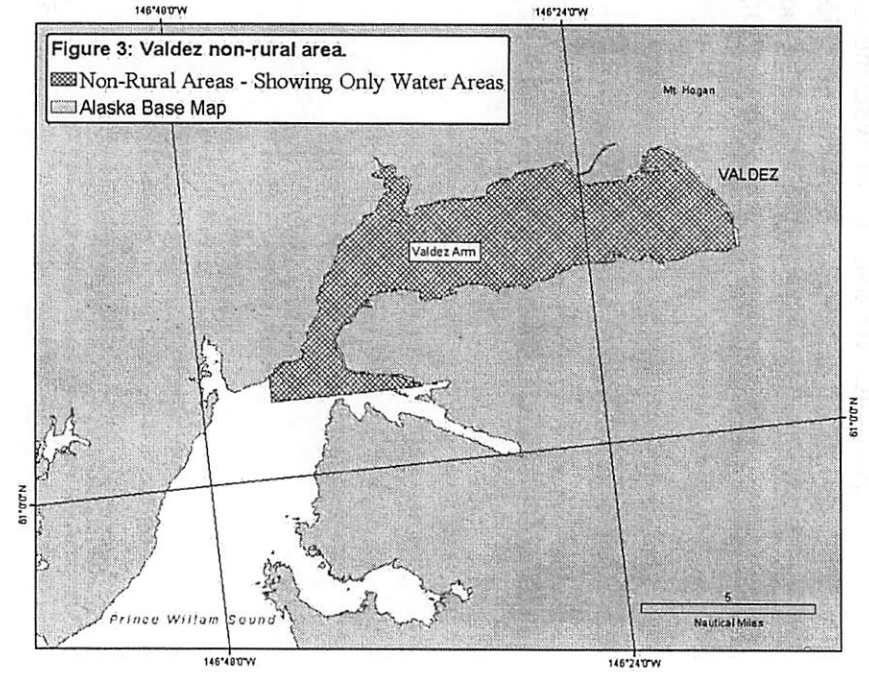 146°48'0"W 146°24'0"W
Figure 3: Valdez non-rural area.
Non-Rural Areas - Showing Only Water Areas
Alaska Base Map
Mt. Hogan
VALDEZ
Valdez Arm
61°0'0"N
61°0'0"N
5
Nautical Miles
Prince William Sound
146°48'0"W 146°24'0"W